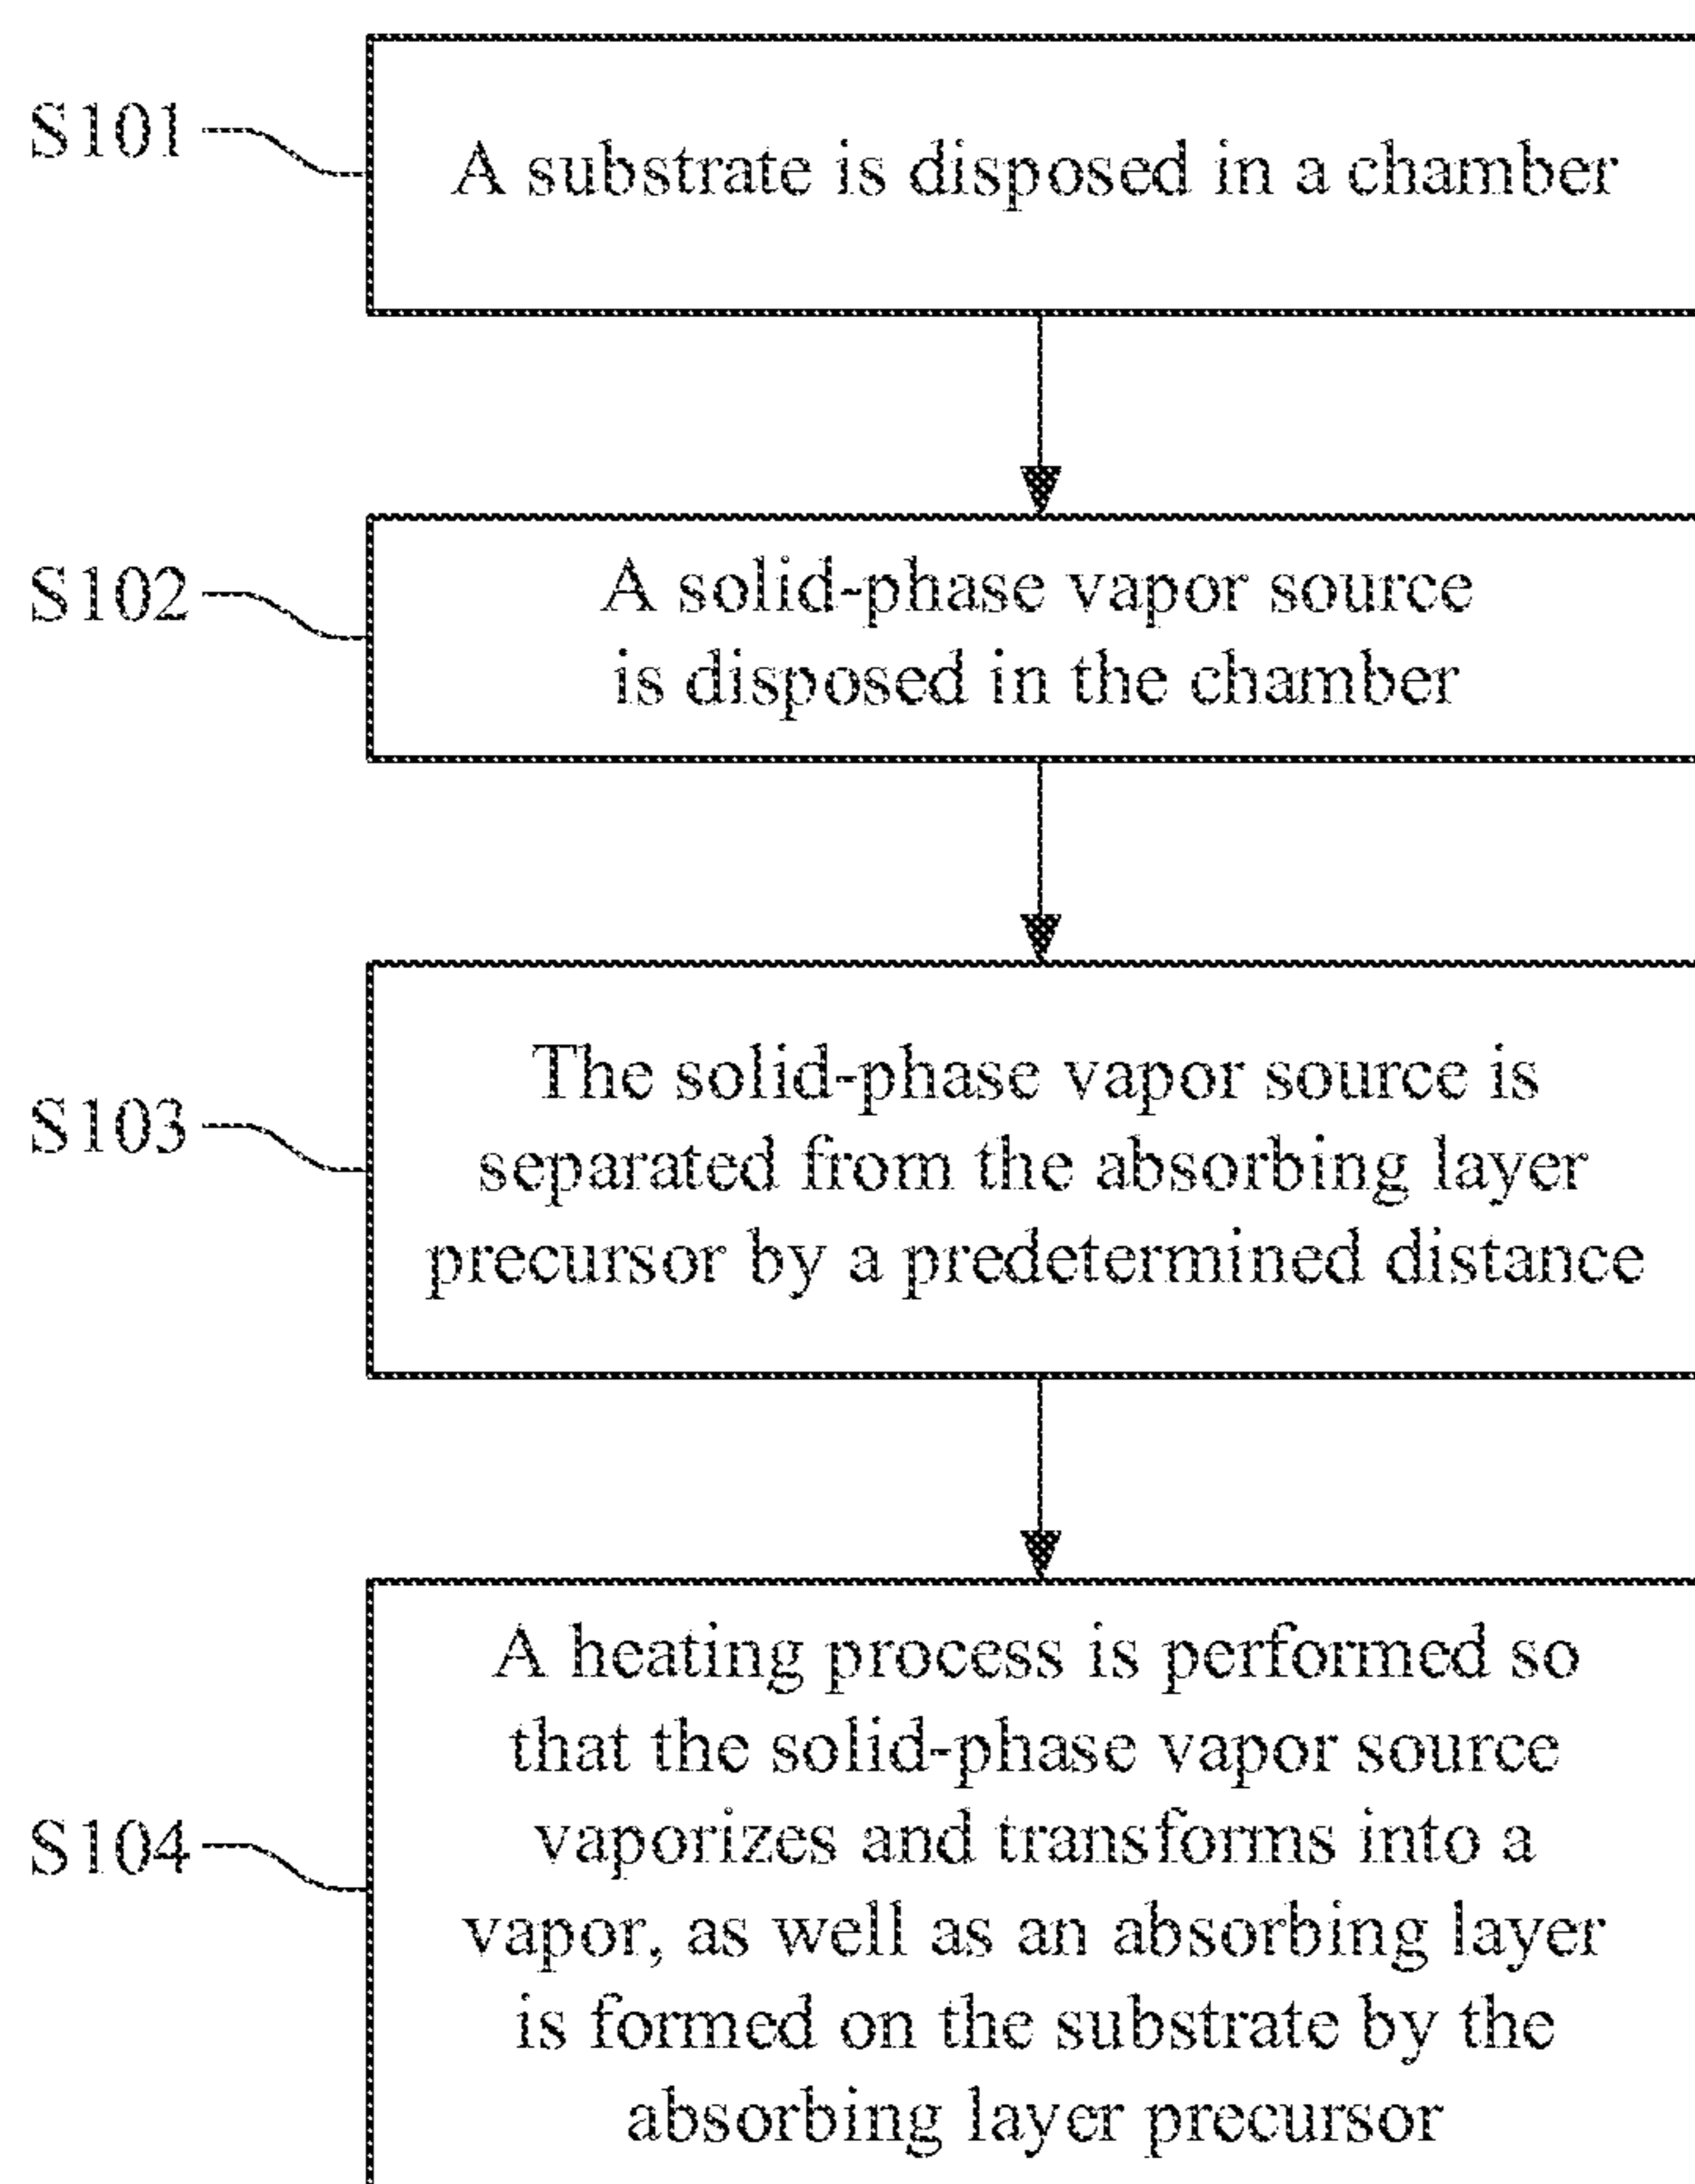 S101
A substrate is disposed in a chamber
S102
A solid-phase vapor source
is disposed in the chamber
S103
The solid-phase vapor source is
separated from the absorbing layer
precursor by a predetermined distance
S104
A heating process is performed so
that the solid-phase vapor source
vaporizes and transforms into a
vapor, as well as an absorbing layer
is formed on the substrate by the
absorbing layer precursor